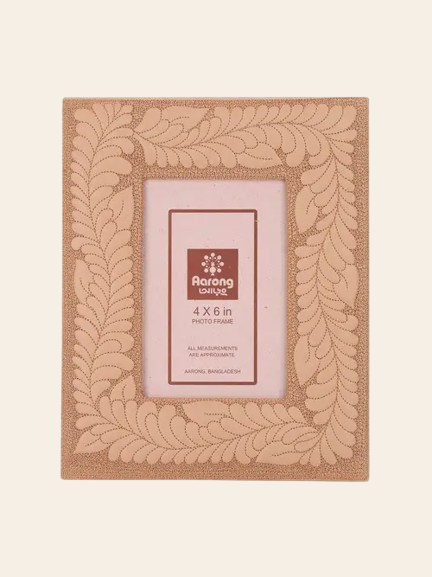 Aarong
আড়ং
4 X 6 in
PHOTO FRAME
ALL MEASUREMENTS
ARE APPROXIMATE
AARONG, BANGLADESH